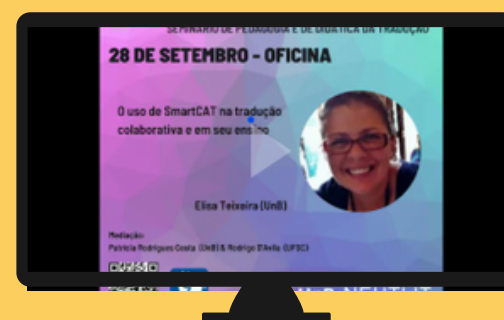 SEMINÁRIO DE PEDAGOGIA E DE DIDÁTICA DA TRADUÇÃO
28 DE SETEMBRO - OFICINA
O uso de SmartCAT na tradução
colaborativa e em seu ensino
Elisa Teixeira (UnB)
Mediação:
Patrícia Rodrigues Costa (UnB) & Rodrigo D'Avila (UFSC)